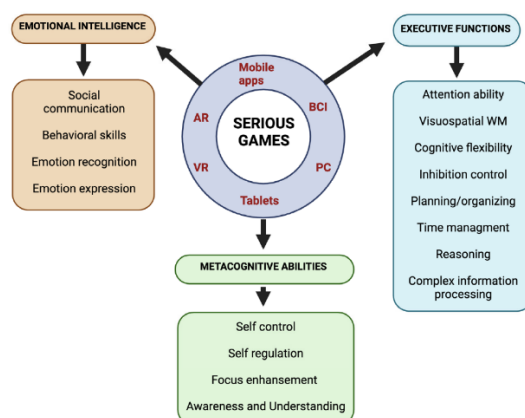 EMOTIONAL INTELLIGENCE
Social
communication
Behavioral skills
Emotion recognition
Emotion expression
Mobile
apps
AR
BCI
SERIOUS
GAMES
VR
PC
Tablets
EXECUTIVE FUNCTIONS
Attention ability
Visuospatial WM
Cognitive flexibility
Inhibition control
Planning/organizing
Time managment
Reasoning
Complex information
processing
METACOGNITIVE ABILITIES
Self control
Self regulation
Focus enhansement
Awareness and Understanding